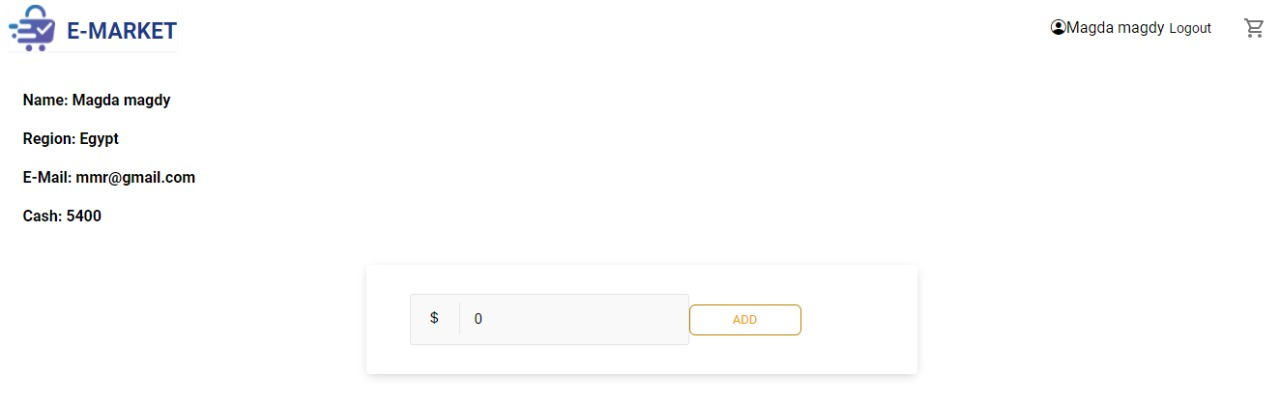 E-MARKET
Magda magdy Logout
Name: Magda magdy
Region: Egypt
E-Mail: mmr@gmail.com
Cash: 5400
$ 0 ADD